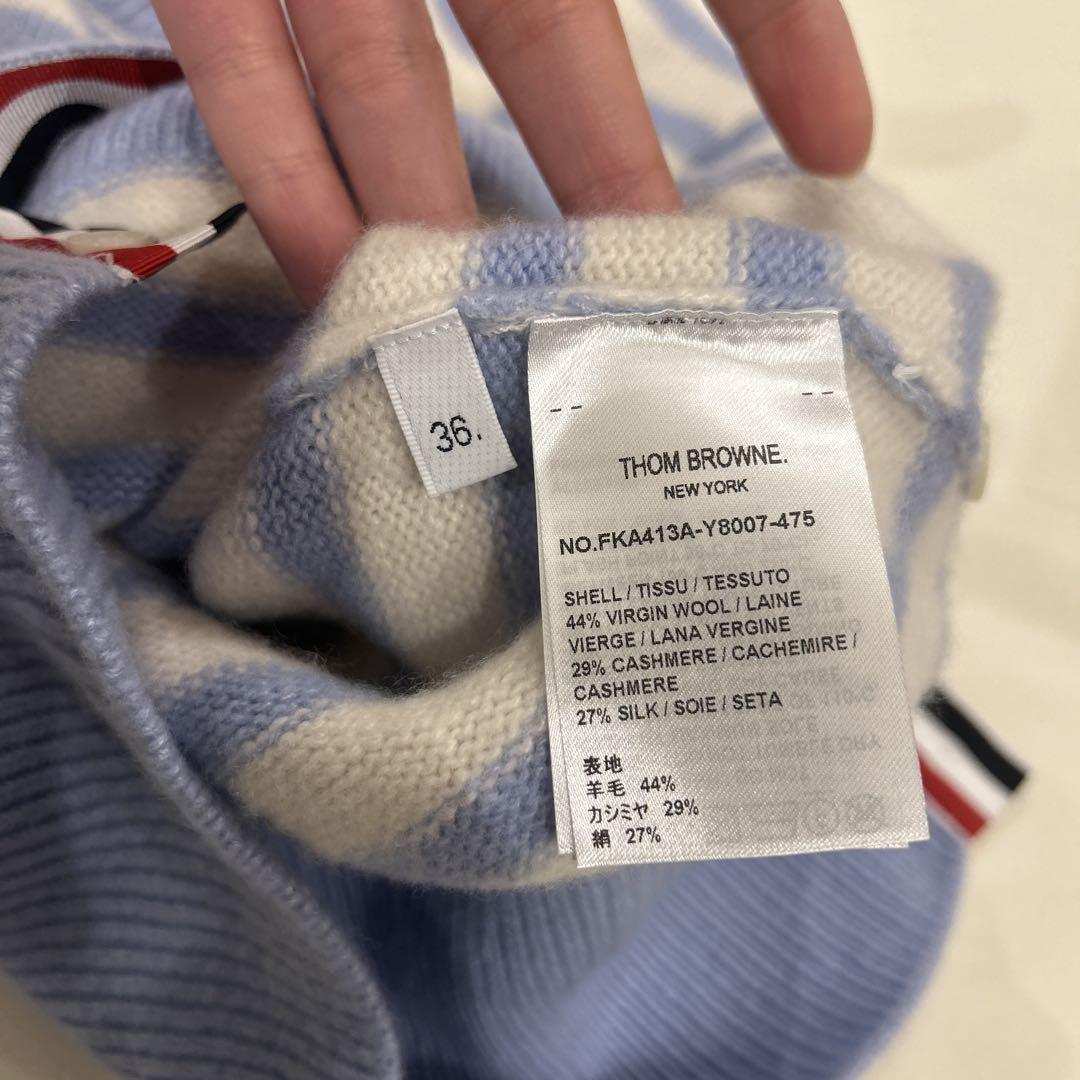 36.
- -
- -
THOM BROWNE.
NEW YORK
NO.FKA413A-Y8007-475
SHELL / TISSU / TESSUTO
44% VIRGIN WOOL / LAINE
VIERGE / LANA VERGINE
29% CASHMERE / CACHEMIRE /
CASHMERE
27% SILK / SOIE / SETA
表地
羊毛 44%
カシミヤ 29%
絹 27%